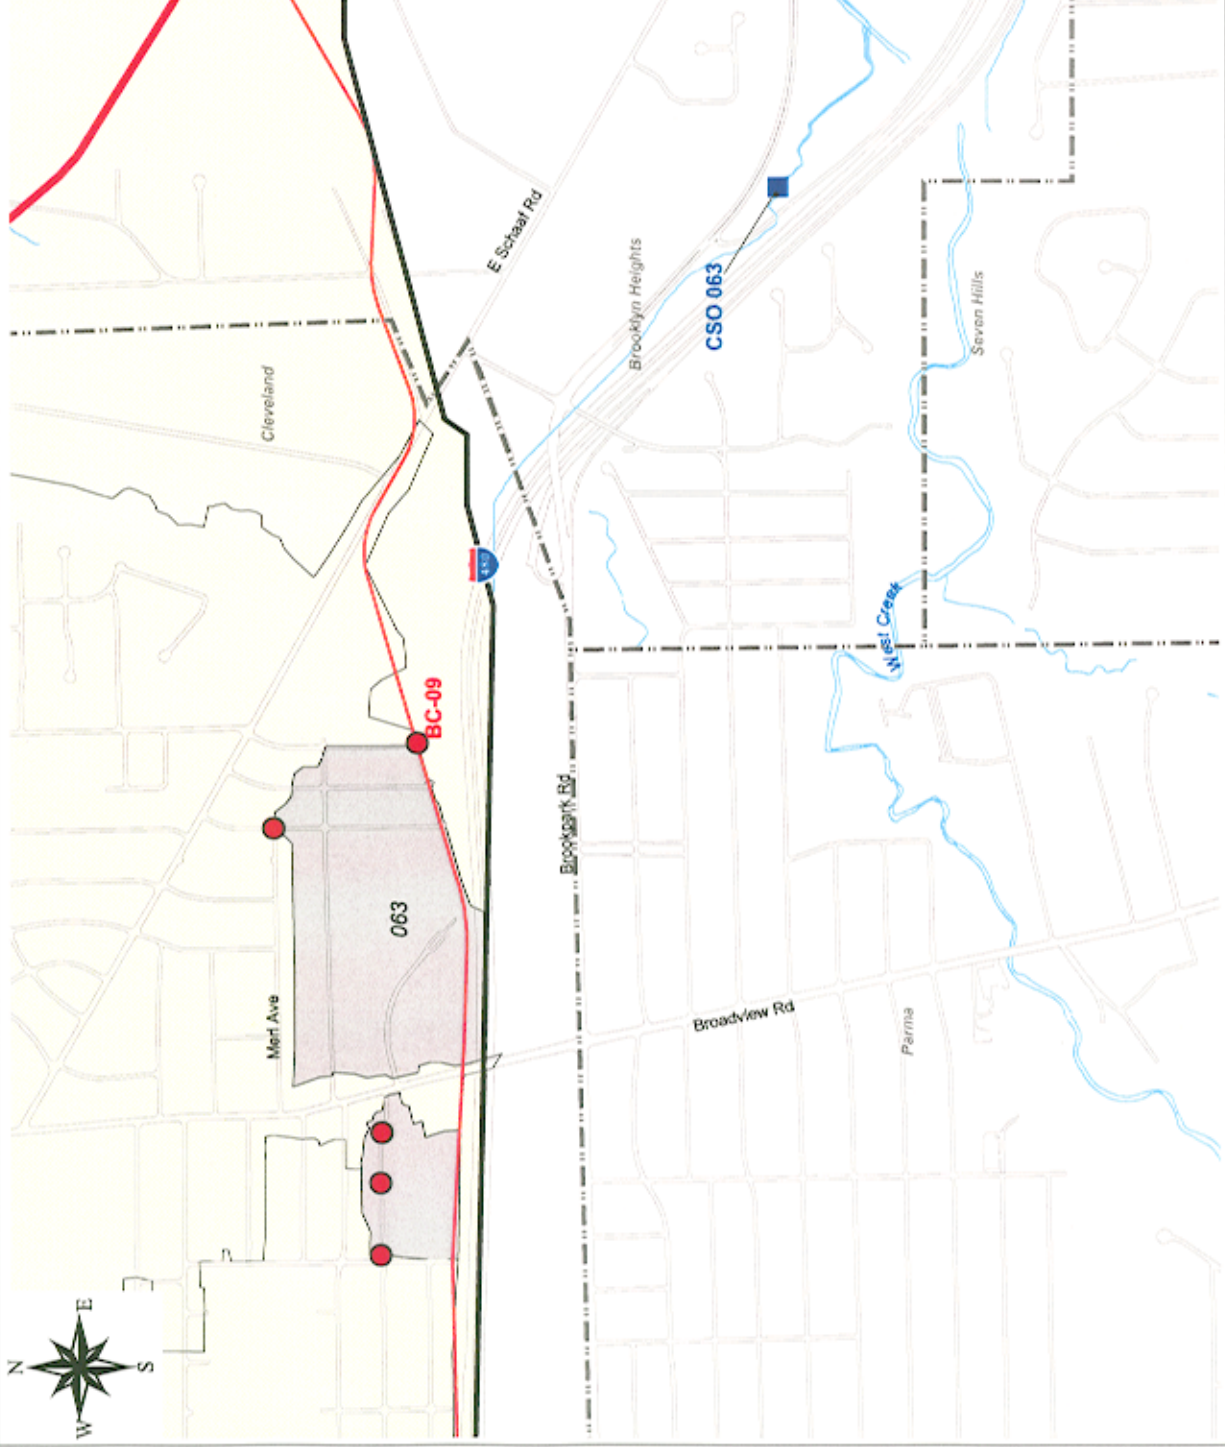 E Schaaf Rd
Brooklyn Heights
CSO 063
Seven Hills
Cleveland
480
West Creek
BC-09
Brookpark Rd
063
Merl Ave
Broadview Rd
Parma
N
E
S
W